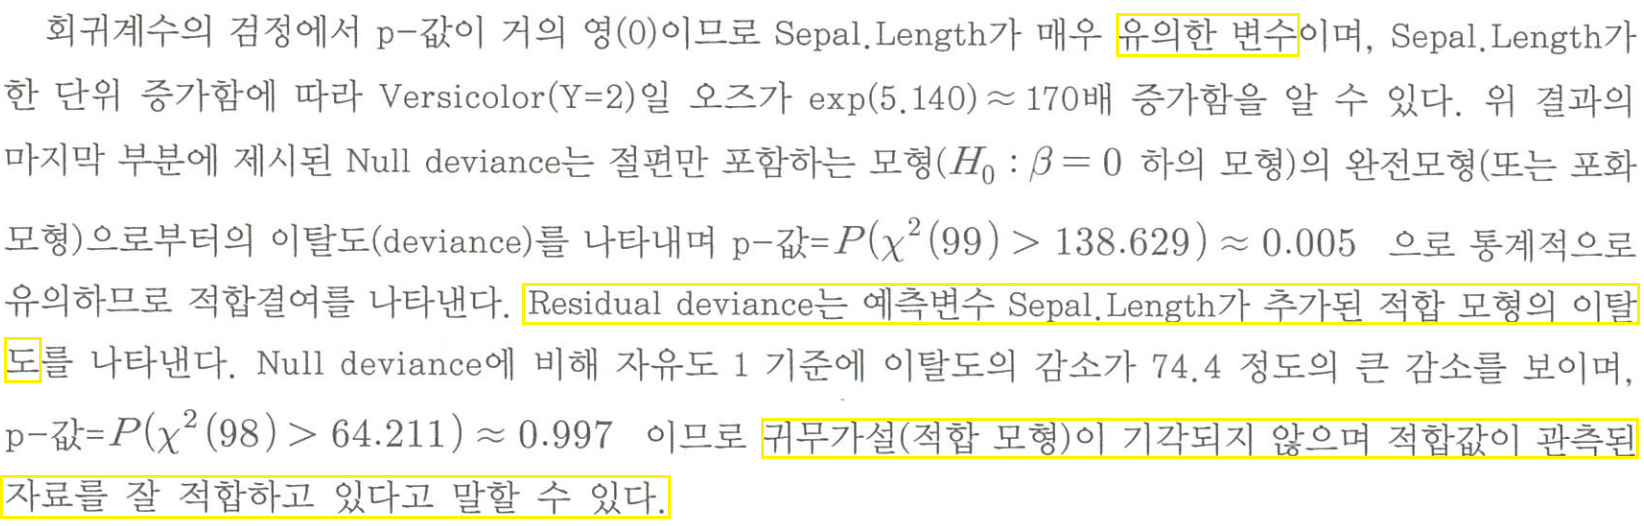 회귀계수의 검정에서 p-값이 거의 영(0)이므로 Sepal.Length가 매우 유의한 변수이며, Sepal.Length가
한 단위 증가함에 따라 Versicolor(Y=2)일 오즈가 exp(5.140)≈170배 증가함을 알 수 있다. 위 결과의
마지막 부분에 제시된 Null deviance는 절편만 포함하는 모형(H₀ : β = 0 하의 모형)의 완전모형(또는 포화
모형)으로부터의 이탈도(deviance)를 나타내며 p-값=P(χ²(99) > 138.629) ≈ 0.005 으로 통계적으로
유의하므로 적합결여를 나타낸다. Residual deviance는 예측변수 Sepal.Length가 추가된 적합 모형의 이탈
도를 나타낸다. Null deviance에 비해 자유도 1 기준에 이탈도의 감소가 74.4 정도의 큰 감소를 보이며,
p-값=P(χ²(98) > 64.211) ≈ 0.997 이므로 귀무가설(적합 모형)이 기각되지 않으며 적합값이 관측된
자료를 잘 적합하고 있다고 말할 수 있다.